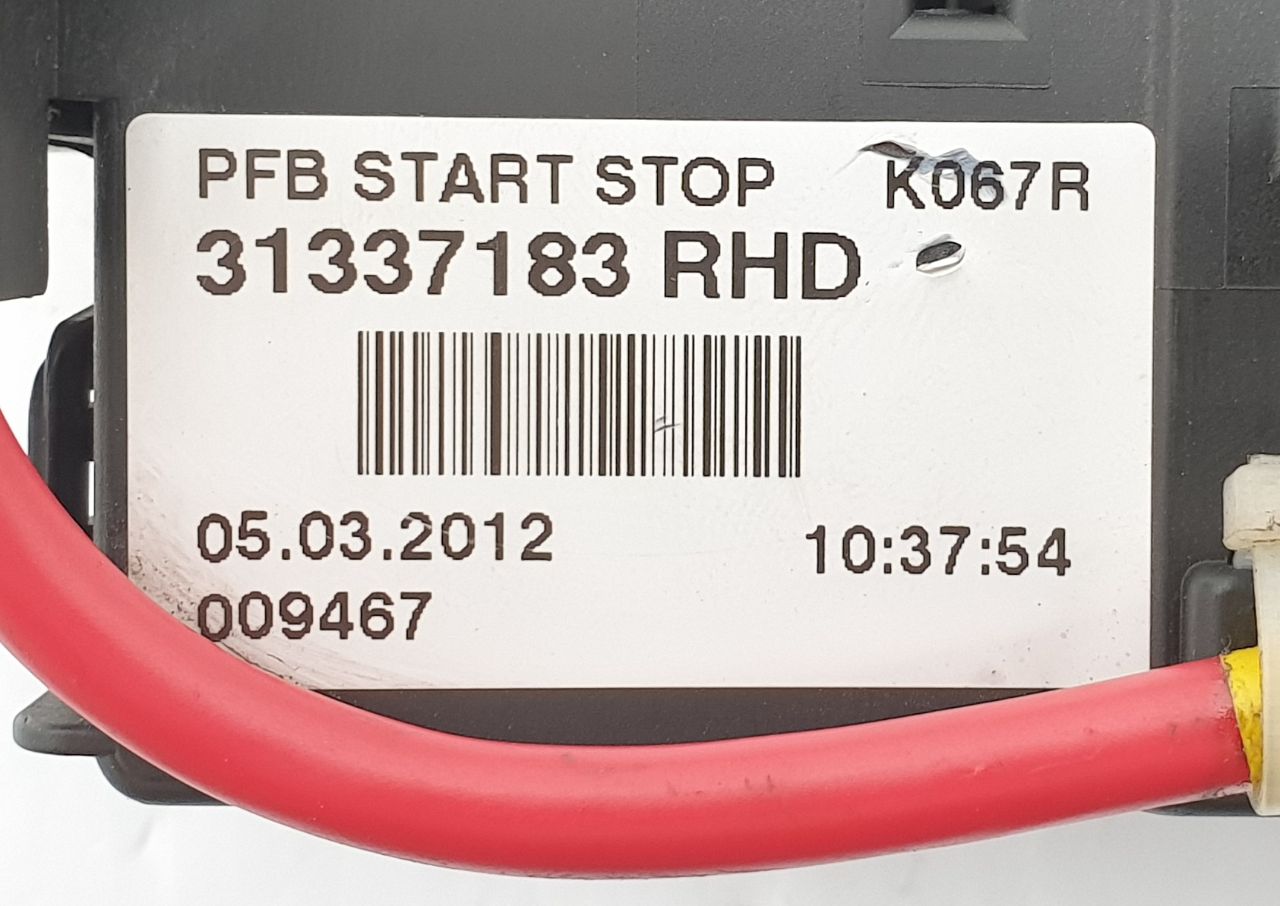 PFB START STOP K067R
31337183 RHD
05.03.2012 10:37:54
009467